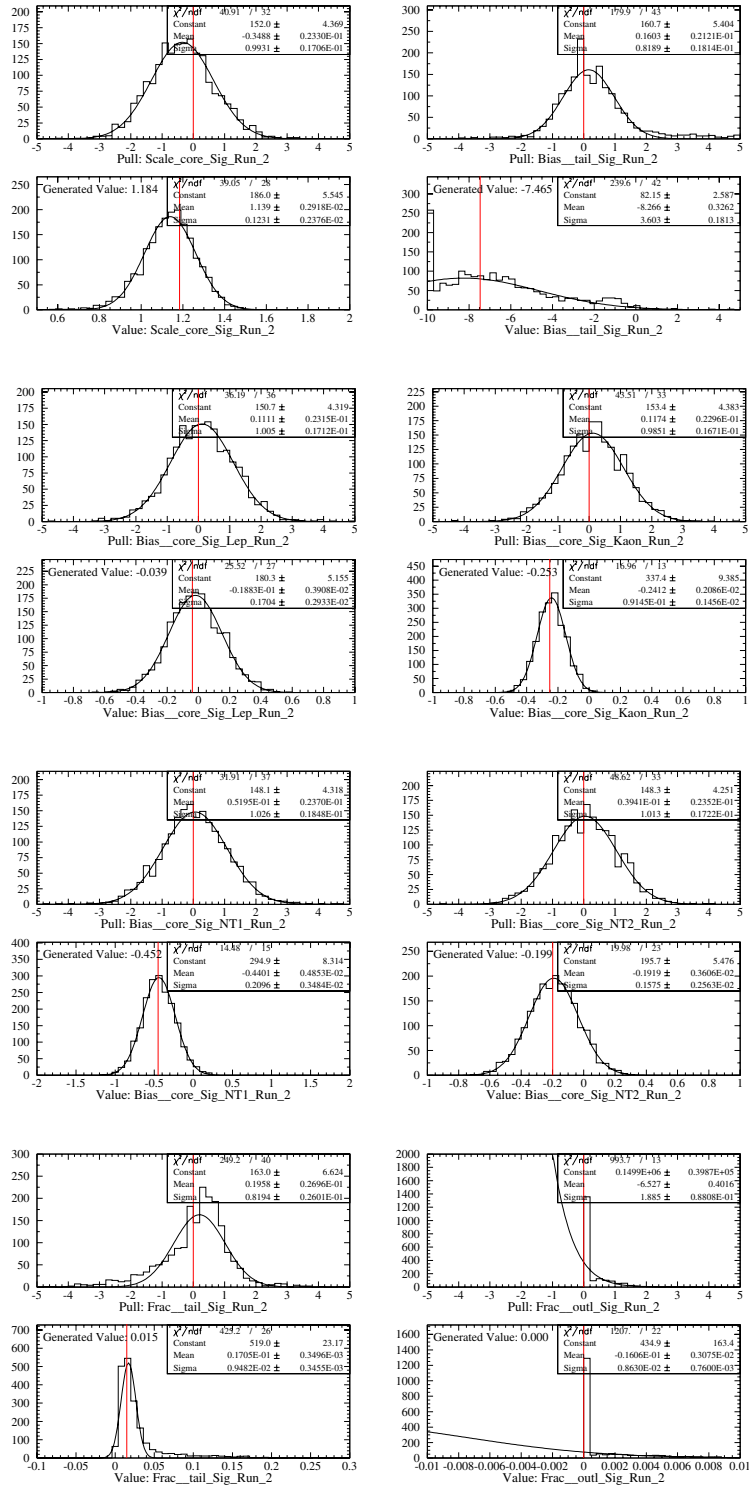 χ²/ndf 40.91 / 32
Constant 152.0 ± 4.369
Mean -0.3488 ± 0.2330E-01
Sigma 0.9931 ± 0.1706E-01
Pull: Scale_core_Sig_Run_2
χ²/ndf 179.9 / 43
Constant 160.7 ± 5.404
Mean 0.1603 ± 0.2121E-01
Sigma 0.8189 ± 0.1814E-01
Pull: Bias__tail_Sig_Run_2
Generated Value: 1.184
χ²/ndf 39.05 / 28
Constant 186.0 ± 5.545
Mean 1.139 ± 0.2918E-02
Sigma 0.1231 ± 0.2376E-02
Value: Scale_core_Sig_Run_2
Generated Value: -7.465
χ²/ndf 239.6 / 42
Constant 82.15 ± 2.587
Mean -8.266 ± 0.3262
Sigma 3.603 ± 0.1813
Value: Bias__tail_Sig_Run_2
χ²/ndf 36.19 / 36
Constant 150.7 ± 4.319
Mean 0.1111 ± 0.2315E-01
Sigma 1.005 ± 0.1712E-01
Pull: Bias__core_Sig_Lep_Run_2
χ²/ndf 43.51 / 33
Constant 153.4 ± 4.383
Mean 0.1174 ± 0.2296E-01
Sigma 0.9851 ± 0.1671E-01
Pull: Bias__core_Sig_Kaon_Run_2
Generated Value: -0.039
χ²/ndf 25.52 / 27
Constant 180.3 ± 5.155
Mean -0.1883E-01 ± 0.3908E-02
Sigma 0.1704 ± 0.2933E-02
Value: Bias__core_Sig_Lep_Run_2
Generated Value: -0.253
χ²/ndf 16.96 / 13
Constant 337.4 ± 9.385
Mean -0.2412 ± 0.2086E-02
Sigma 0.9145E-01 ± 0.1456E-02
Value: Bias__core_Sig_Kaon_Run_2
χ²/ndf 31.91 / 37
Constant 148.1 ± 4.318
Mean 0.5195E-01 ± 0.2370E-01
Sigma 1.026 ± 0.1848E-01
Pull: Bias__core_Sig_NT1_Run_2
χ²/ndf 48.62 / 33
Constant 148.3 ± 4.251
Mean 0.3941E-01 ± 0.2352E-01
Sigma 1.013 ± 0.1722E-01
Pull: Bias__core_Sig_NT2_Run_2
Generated Value: -0.452
χ²/ndf 14.48 / 15
Constant 294.9 ± 8.314
Mean -0.4401 ± 0.4853E-02
Sigma 0.2096 ± 0.3484E-02
Value: Bias__core_Sig_NT1_Run_2
Generated Value: -0.199
χ²/ndf 19.98 / 23
Constant 195.7 ± 5.476
Mean -0.1919 ± 0.3606E-02
Sigma 0.1575 ± 0.2563E-02
Value: Bias__core_Sig_NT2_Run_2
χ²/ndf 249.2 / 40
Constant 163.0 ± 6.624
Mean 0.1958 ± 0.2696E-01
Sigma 0.8194 ± 0.2601E-01
Pull: Frac__tail_Sig_Run_2
χ²/ndf 993.7 / 13
Constant 0.1499E+06 ± 0.3987E+05
Mean -6.527 ± 0.4016
Sigma 1.885 ± 0.8808E-01
Pull: Frac__outl_Sig_Run_2
Generated Value: 0.015
χ²/ndf 423.2 / 26
Constant 519.0 ± 23.17
Mean 0.1705E-01 ± 0.3496E-03
Sigma 0.9482E-02 ± 0.3455E-03
Value: Frac__tail_Sig_Run_2
Generated Value: 0.000
χ²/ndf 1207. / 22
Constant 434.9 ± 163.4
Mean -0.1606E-01 ± 0.3075E-02
Sigma 0.8630E-02 ± 0.7600E-03
Value: Frac__outl_Sig_Run_2